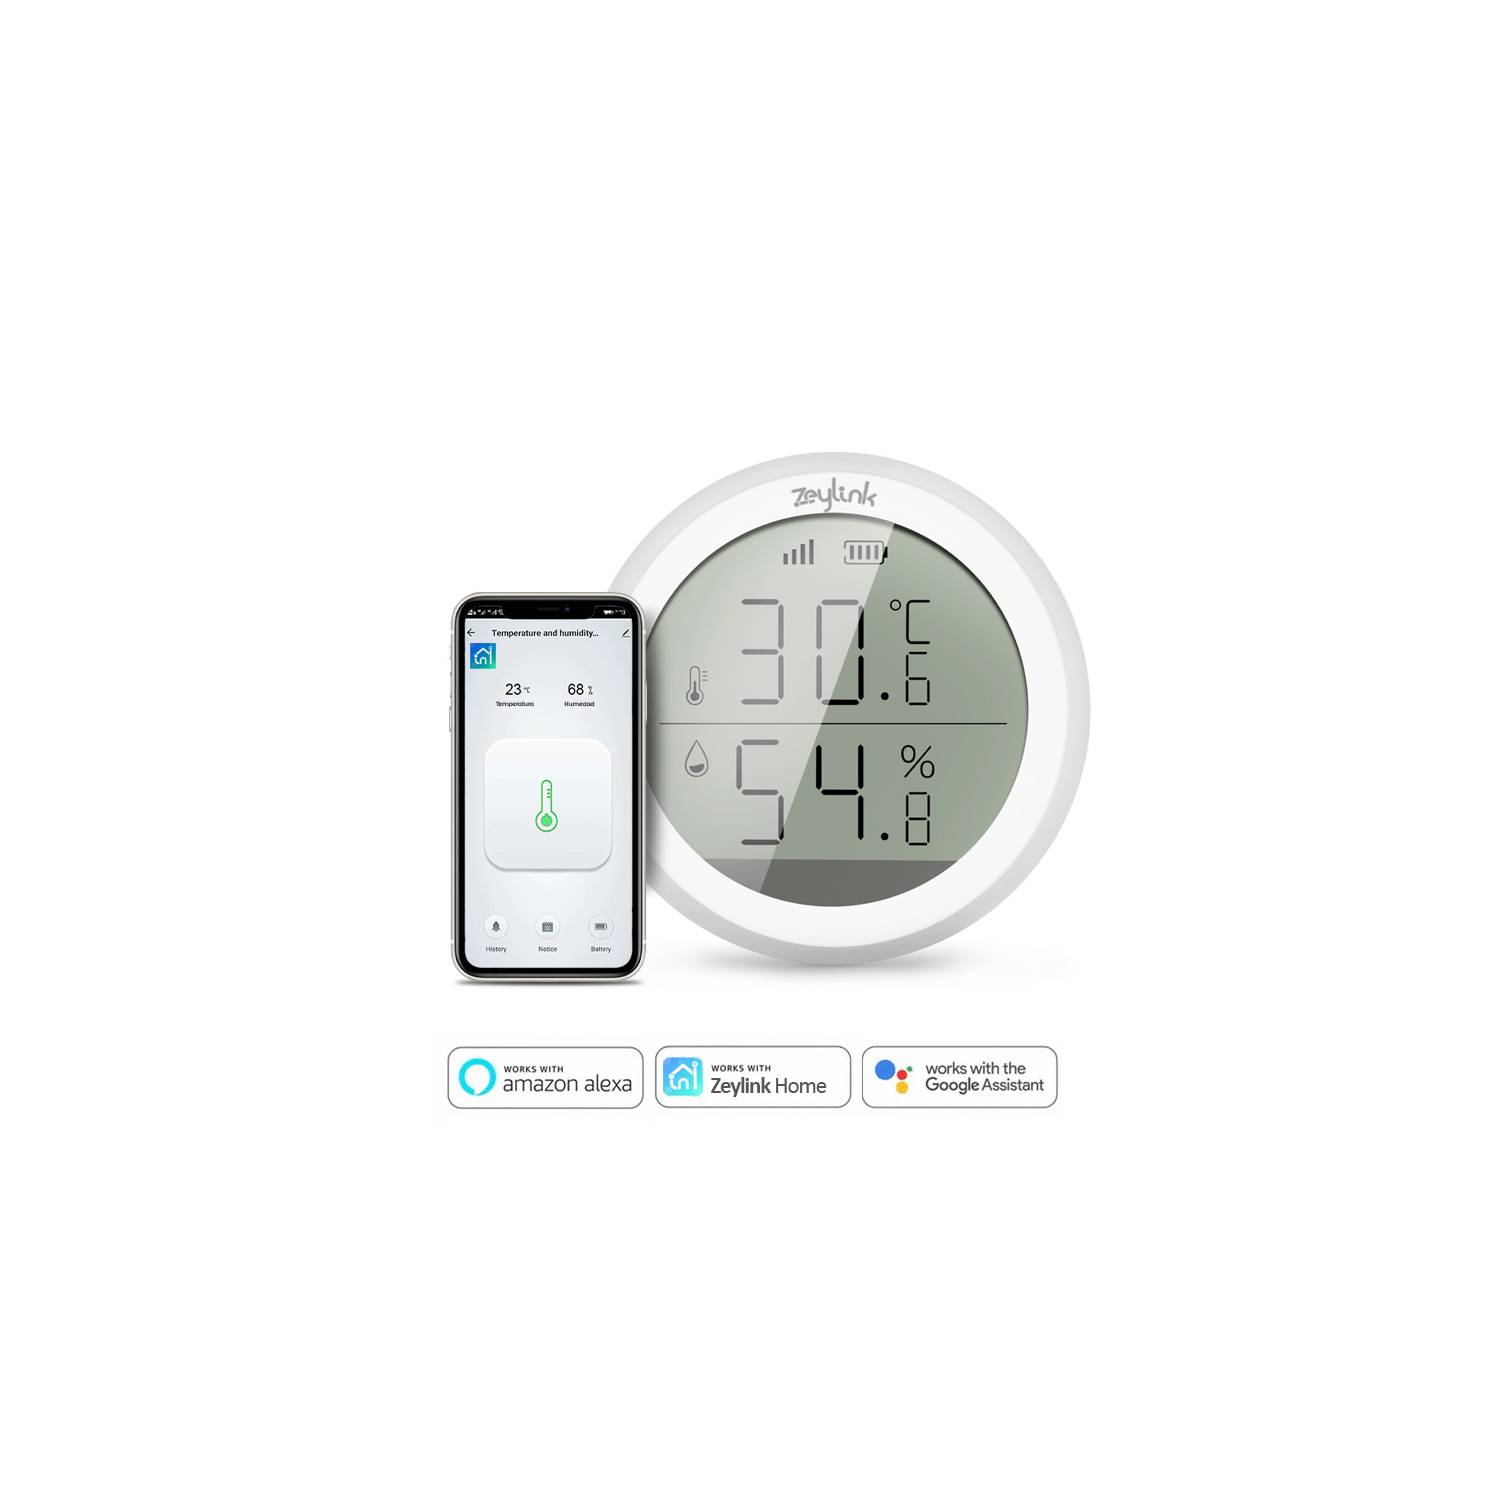 zeylink
30.6 °C
54.8 %
Temperature and humidity...
23 °C 68 %
Temperatura Humedad
History Notice Battery
WORKS WITH
amazon alexa
WORKS WITH
Zeylink Home
works with the
Google Assistant